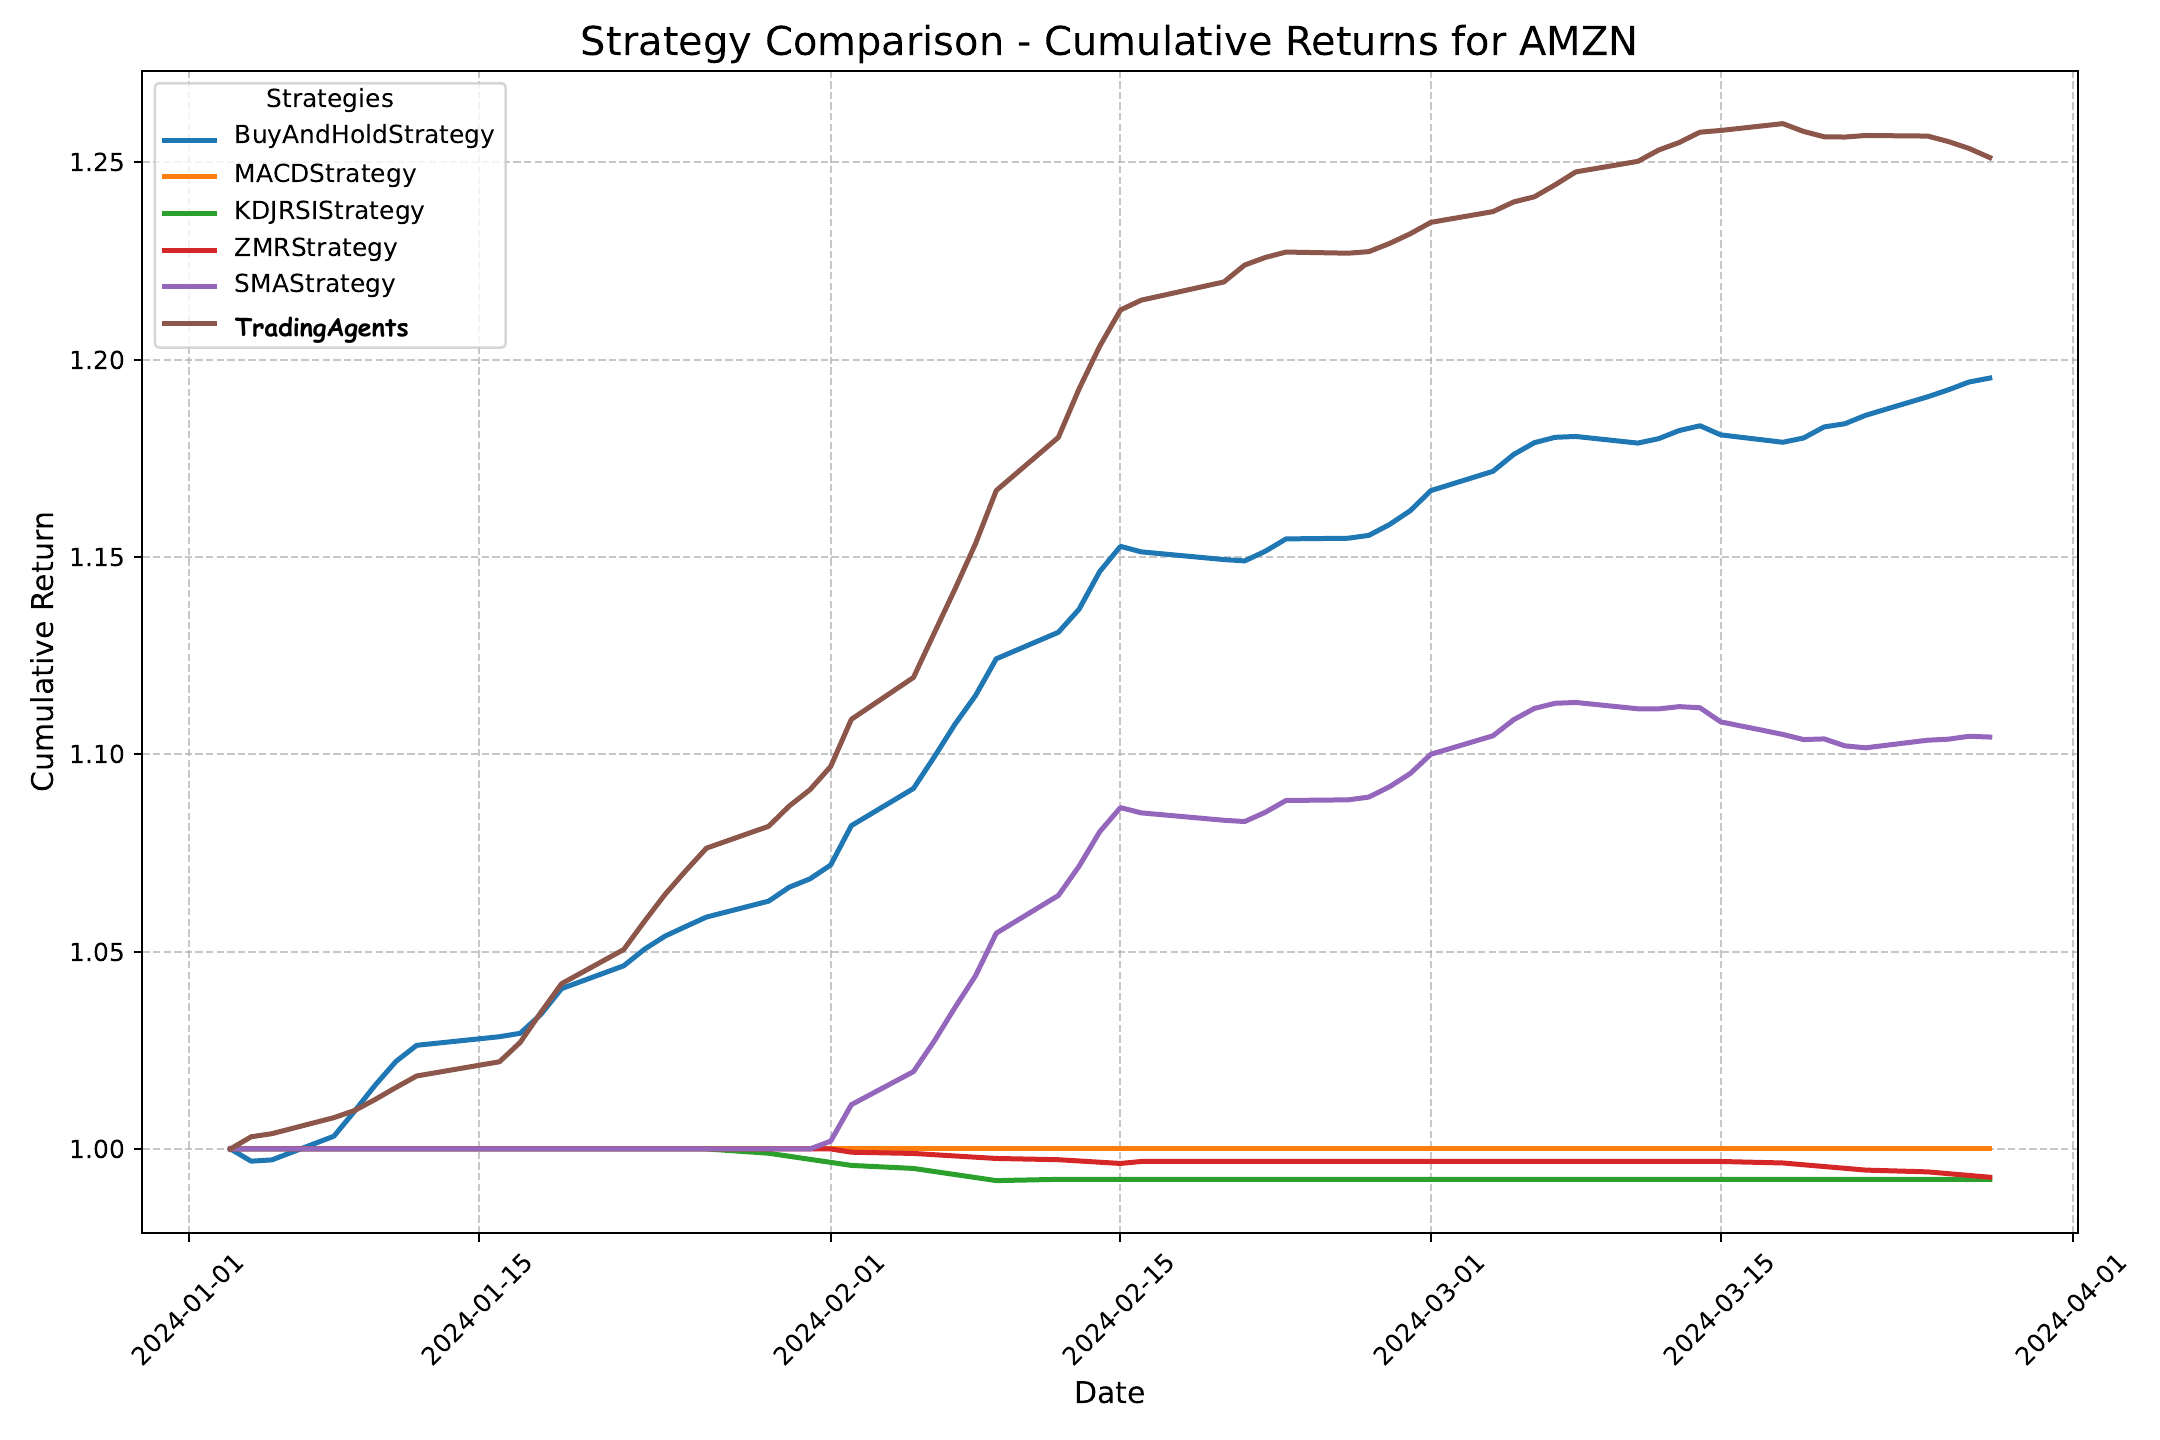 Strategy Comparison - Cumulative Returns for AMZN
Strategies
BuyAndHoldStrategy
MACDStrategy
KDJRSIStrategy
ZMRStrategy
SMAStrategy
TradingAgents
Cumulative Return
1.25
1.20
1.15
1.10
1.05
1.00
2024-01-01
2024-01-15
2024-02-01
2024-02-15
2024-03-01
2024-03-15
2024-04-01
Date